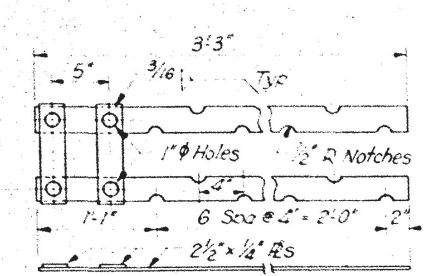 3'-3"
5"
3/16
Typ
1" Φ Holes
1/2" R Notches
4"
1'-1"
6 Spa @ 4" = 2'-0"
2"
2 1/2" x 1/4" ℄s